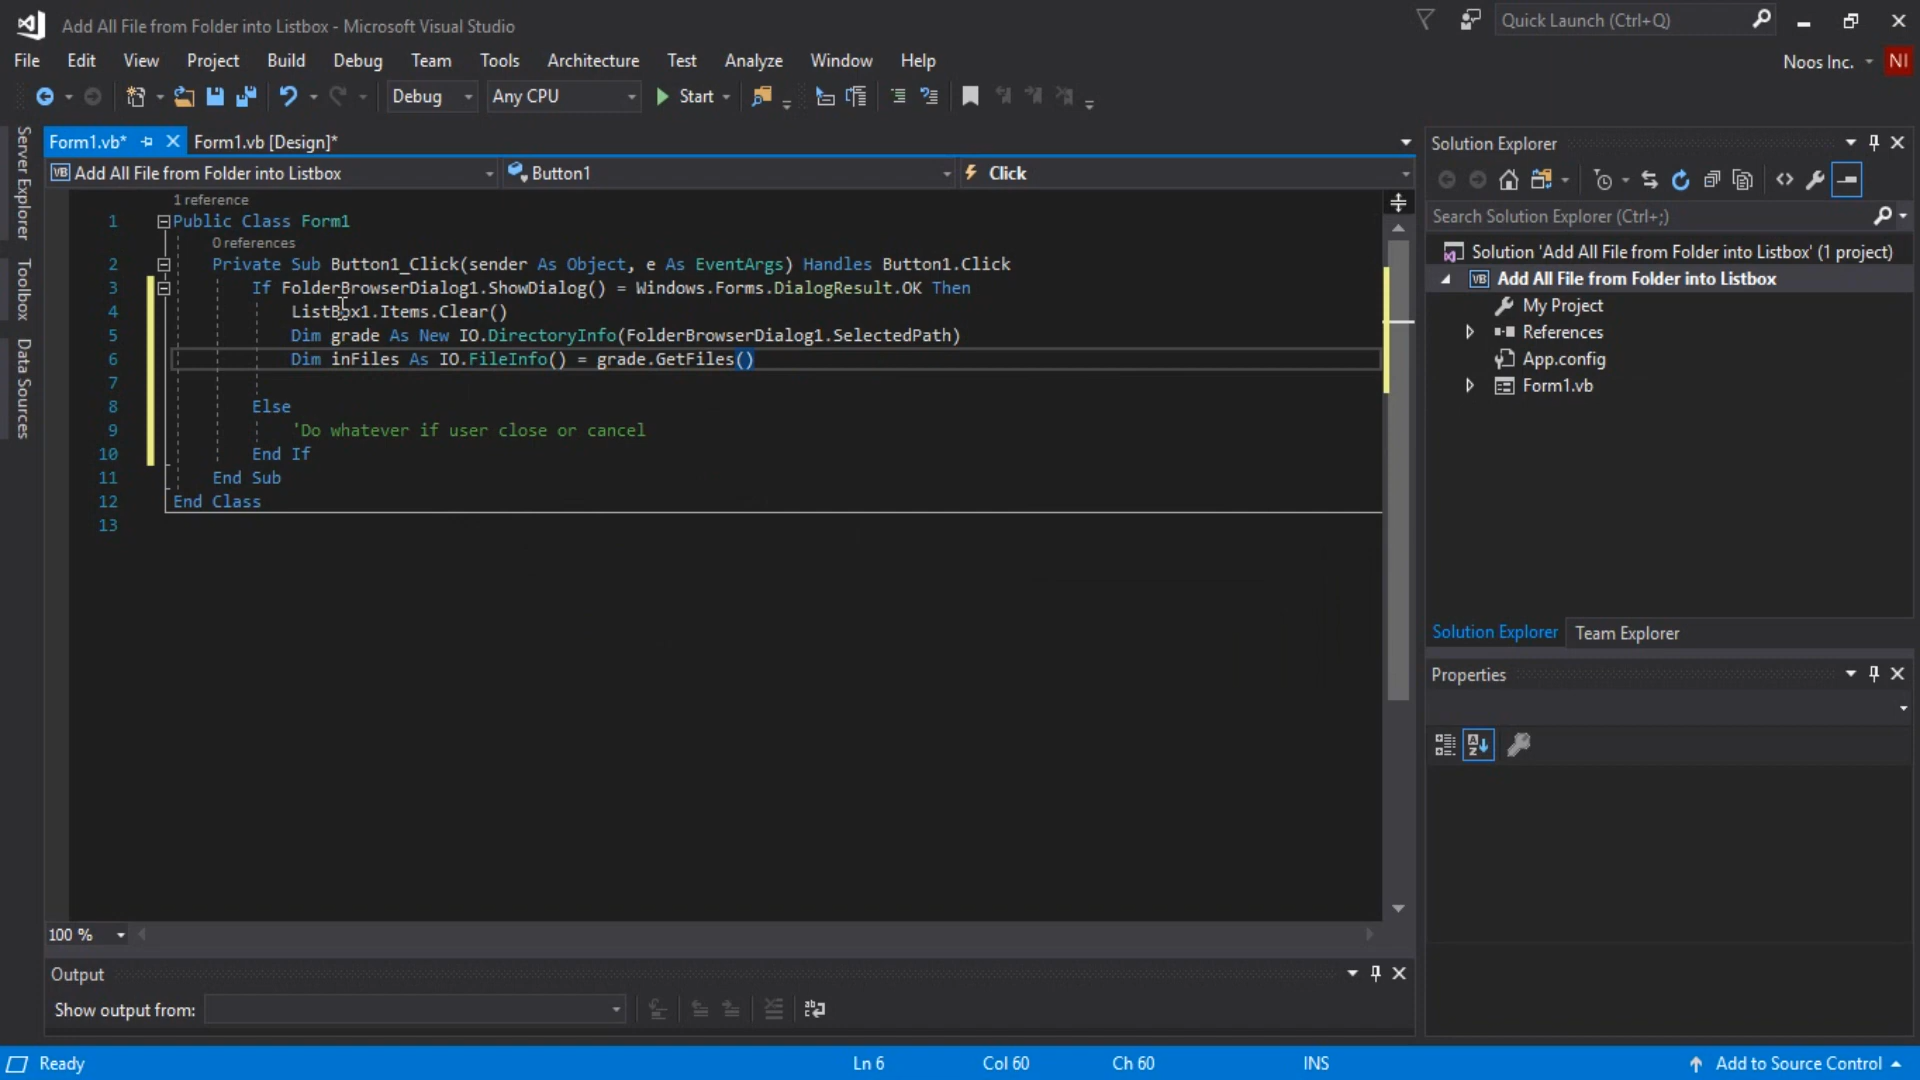 Add All File from Folder into Listbox - Microsoft Visual Studio
Quick Launch (Ctrl+Q)
File Edit View Project Build Debug Team Tools Architecture Test Analyze Window Help
Noos Inc. NI
Debug Any CPU Start
Server Explorer
Toolbox
Data Sources
Form1.vb* Form1.vb [Design]*
VB Add All File from Folder into Listbox Button1 Click
1 reference
1 Public Class Form1
0 references
2 Private Sub Button1_Click(sender As Object, e As EventArgs) Handles Button1.Click
3 If FolderBrowserDialog1.ShowDialog() = Windows.Forms.DialogResult.OK Then
4 ListBox1.Items.Clear()
5 Dim grade As New IO.DirectoryInfo(FolderBrowserDialog1.SelectedPath)
6 Dim inFiles As IO.FileInfo() = grade.GetFiles()
7
8 Else
9 'Do whatever if user close or cancel
10 End If
11 End Sub
12 End Class
13
100 %
Output
Show output from:
Solution Explorer
Search Solution Explorer (Ctrl+;)
Solution 'Add All File from Folder into Listbox' (1 project)
VB Add All File from Folder into Listbox
My Project
References
App.config
Form1.vb
Solution Explorer Team Explorer
Properties
Ready Ln 6 Col 60 Ch 60 INS Add to Source Control